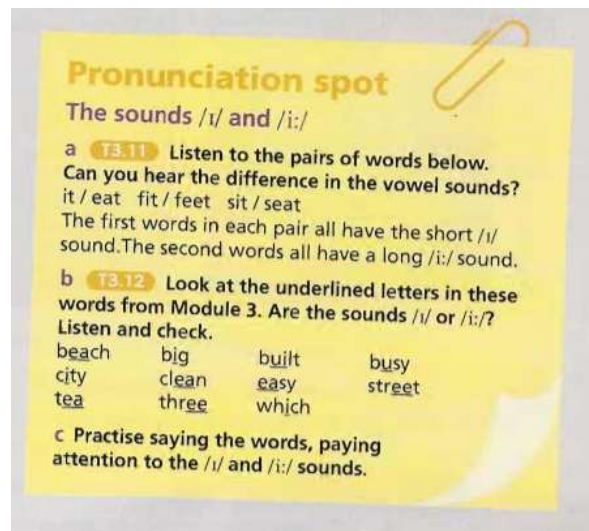 Pronunciation spot
The sounds /ɪ/ and /i:/
a T3.11 Listen to the pairs of words below.
Can you hear the difference in the vowel sounds?
it / eat fit / feet sit / seat
The first words in each pair all have the short /ɪ/
sound.The second words all have a long /i:/ sound.
b T3.12 Look at the underlined letters in these
words from Module 3. Are the sounds /ɪ/ or /i:/?
Listen and check.
beach big built busy
city clean easy street
tea three which
c Practise saying the words, paying
attention to the /ɪ/ and /i:/ sounds.